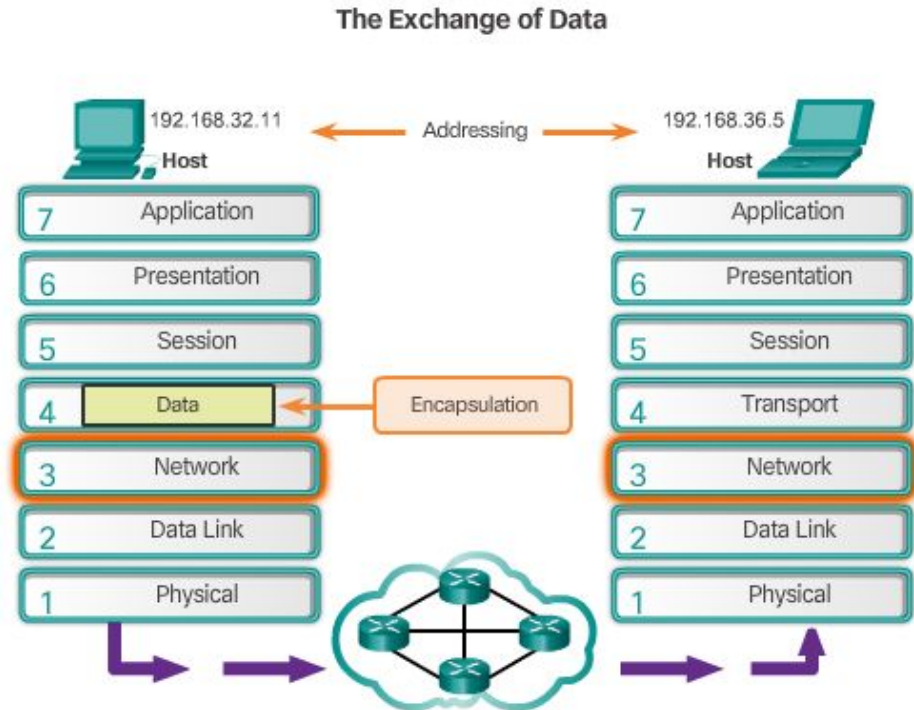 The Exchange of Data
192.168.32.11
Addressing
192.168.36.5
Host
Host
7 Application
7 Application
6 Presentation
6 Presentation
5 Session
5 Session
4 Data
Encapsulation
4 Transport
3 Network
3 Network
2 Data Link
2 Data Link
1 Physical
1 Physical